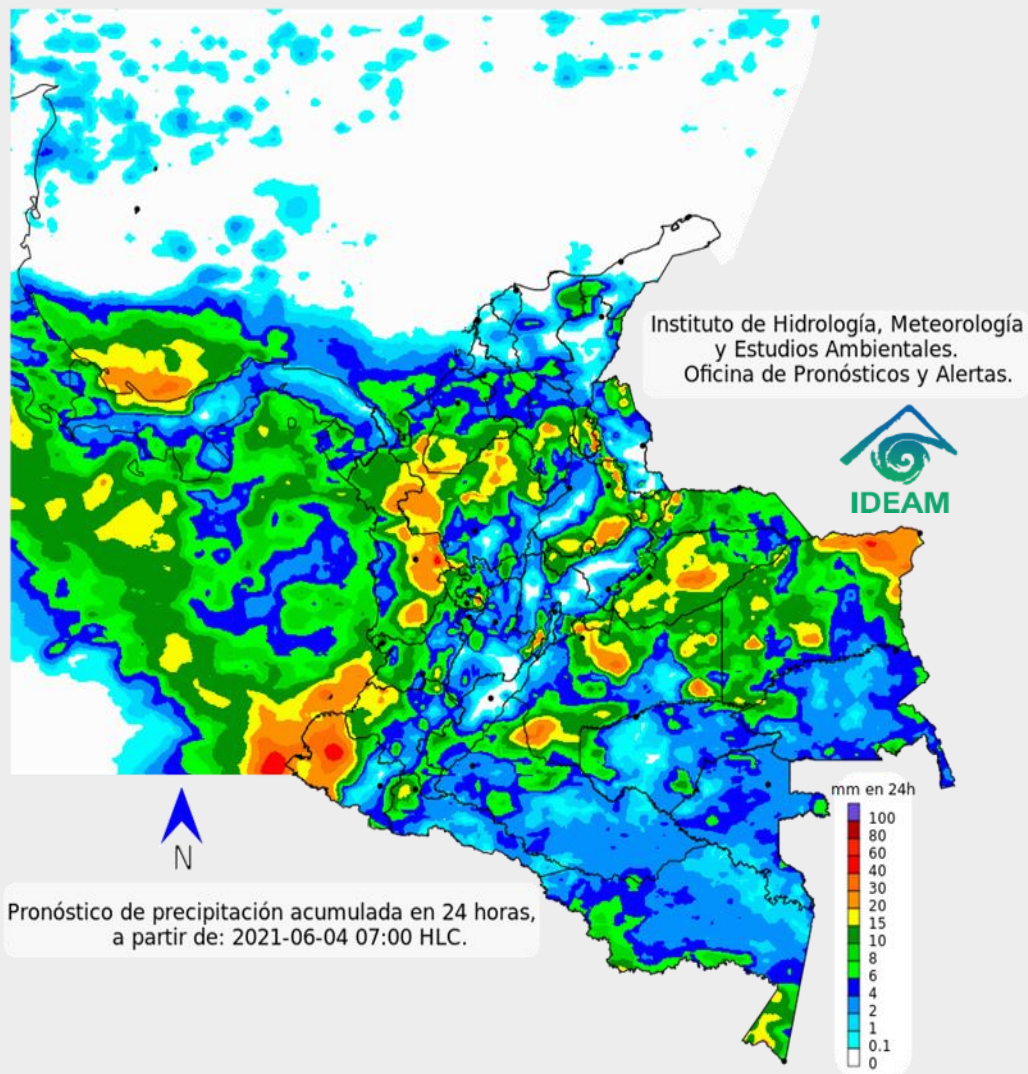 Instituto de Hidrología, Meteorología
y Estudios Ambientales.
Oficina de Pronósticos y Alertas.
IDEAM
mm en 24h
100
80
60
40
30
20
15
10
8
6
4
2
1
0.1
0
N
Pronóstico de precipitación acumulada en 24 horas,
a partir de: 2021-06-04 07:00 HLC.